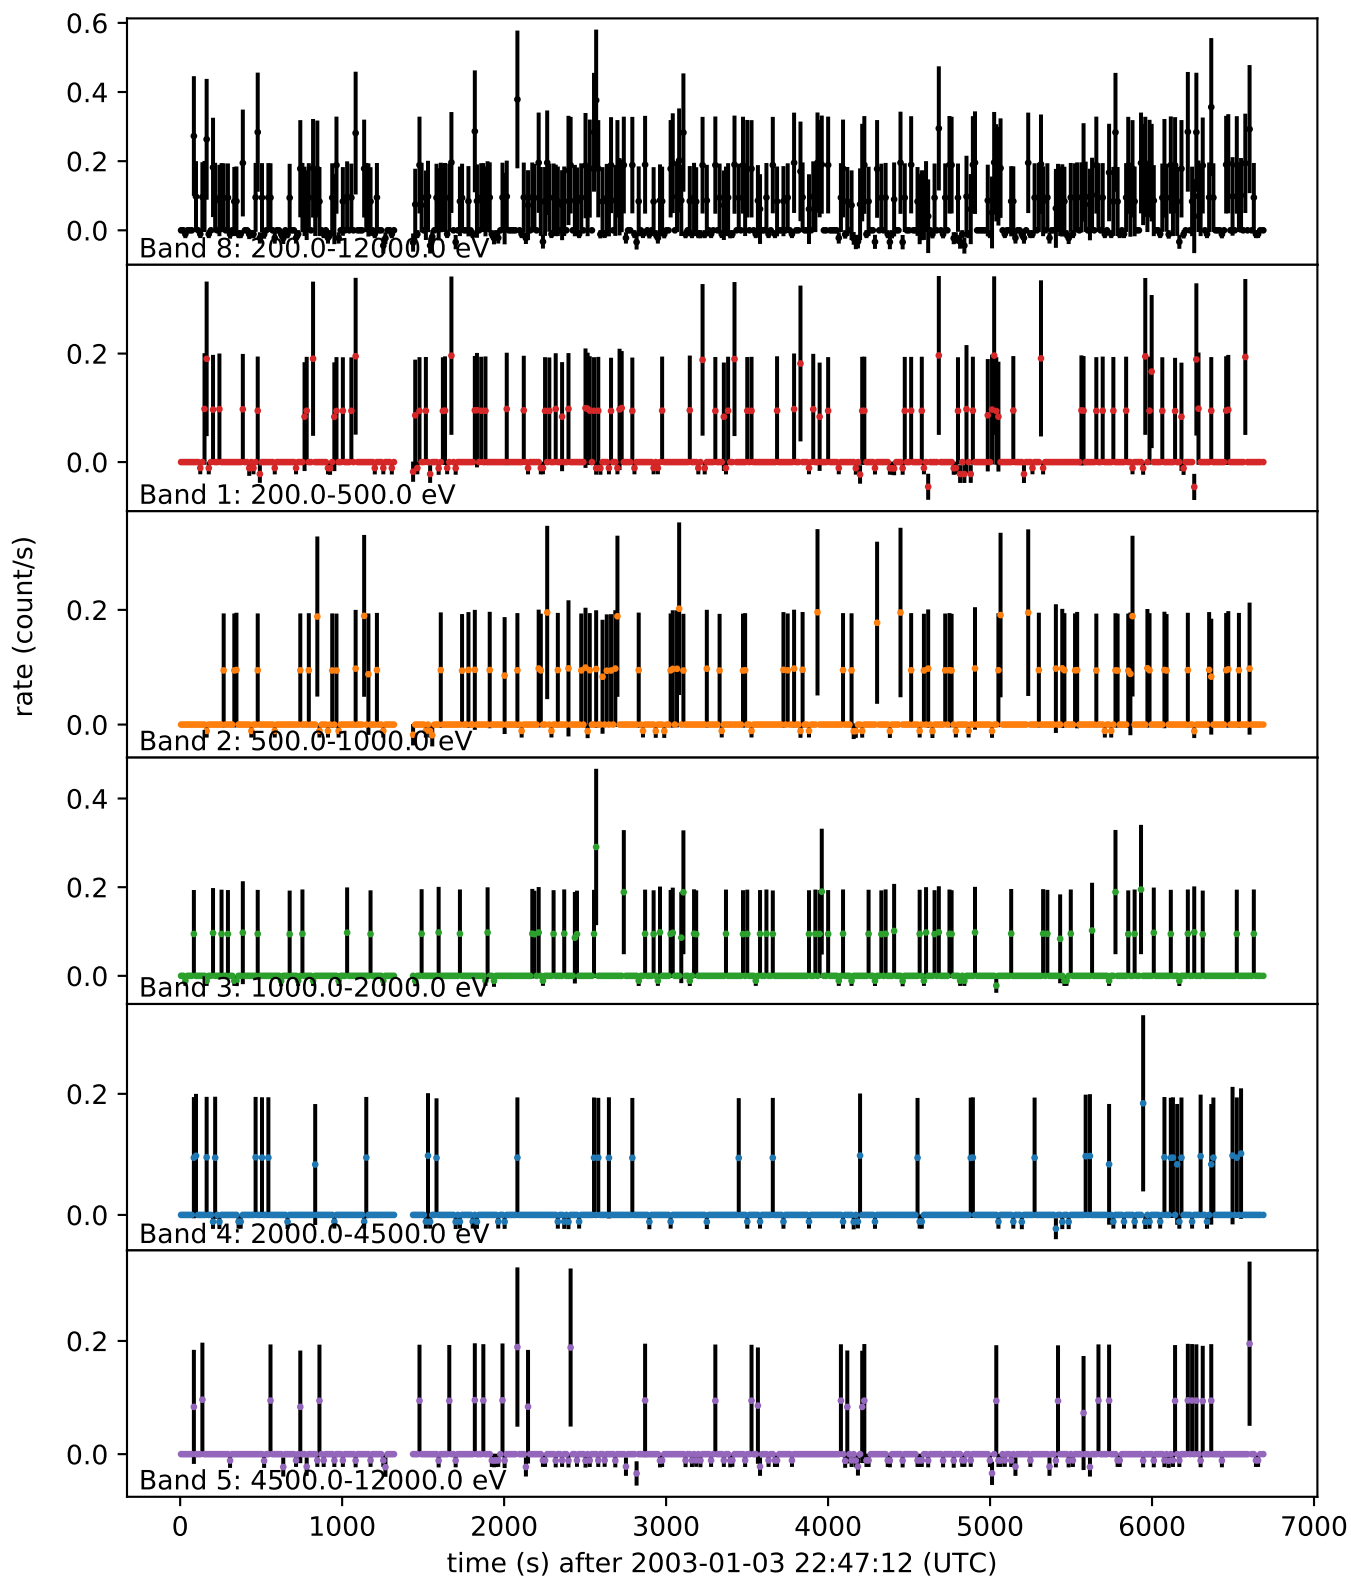 0.6
0.4
0.2
0.0
Band 8: 200.0-12000.0 eV
0.2
0.0
Band 1: 200.0-500.0 eV
rate (count/s)
0.2
0.0
Band 2: 500.0-1000.0 eV
0.4
0.2
0.0
Band 3: 1000.0-2000.0 eV
0.2
0.0
Band 4: 2000.0-4500.0 eV
0.2
0.0
Band 5: 4500.0-12000.0 eV
0 1000 2000 3000 4000 5000 6000 7000
time (s) after 2003-01-03 22:47:12 (UTC)